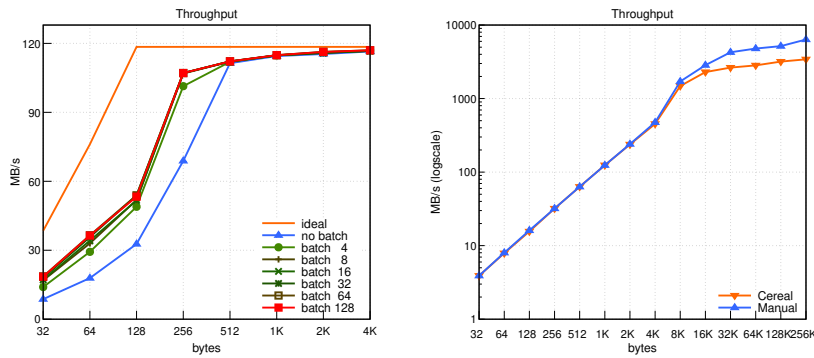 Throughput
120
90
60
30
0
MB/s
32 64 128 256 512 1K 2K 4K
bytes
ideal
no batch
batch 4
batch 8
batch 16
batch 32
batch 64
batch 128
Throughput
10000
1000
100
10
1
MB/s (logscale)
32 64 128 256 512 1K 2K 4K 8K 16K 32K 64K 128K 256K
bytes
Cereal
Manual